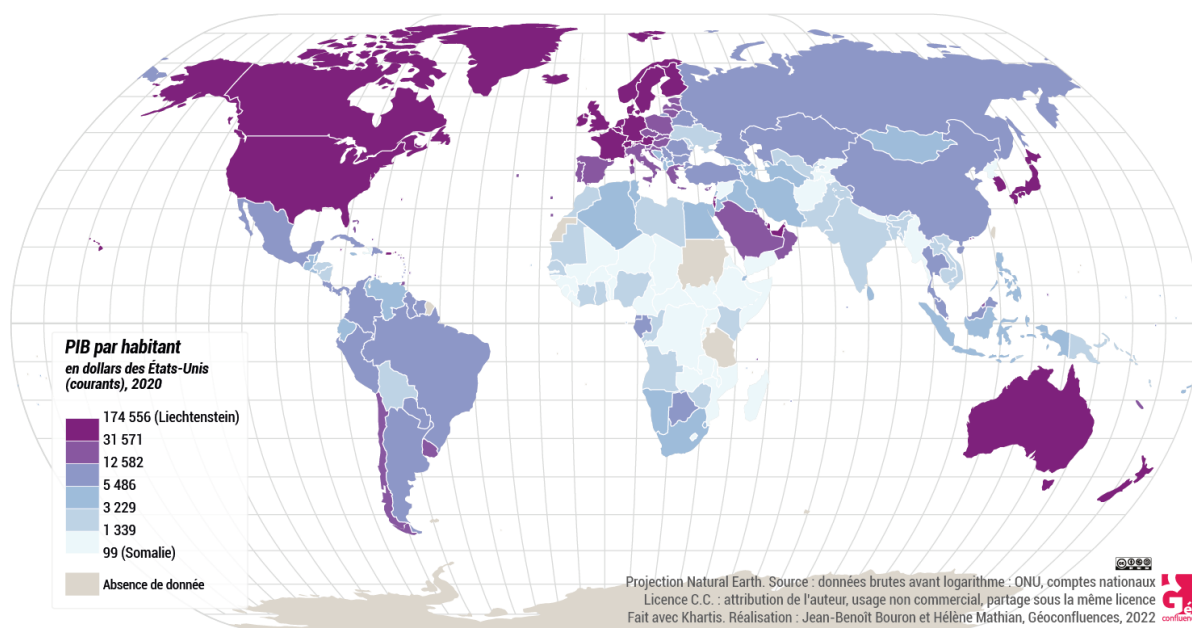 PIB par habitant
en dollars des États-Unis
(courants), 2020
174 556 (Liechtenstein)
31 571
12 582
5 486
3 229
1 339
99 (Somalie)
Absence de donnée
Projection Natural Earth. Source : données brutes avant logarithme : ONU, comptes nationaux
Licence C.C. : attribution de l'auteur, usage non commercial, partage sous la même licence
Fait avec Khartis. Réalisation : Jean-Benoît Bouron et Hélène Mathian, Géoconfluences, 2022
Gé
confluenc